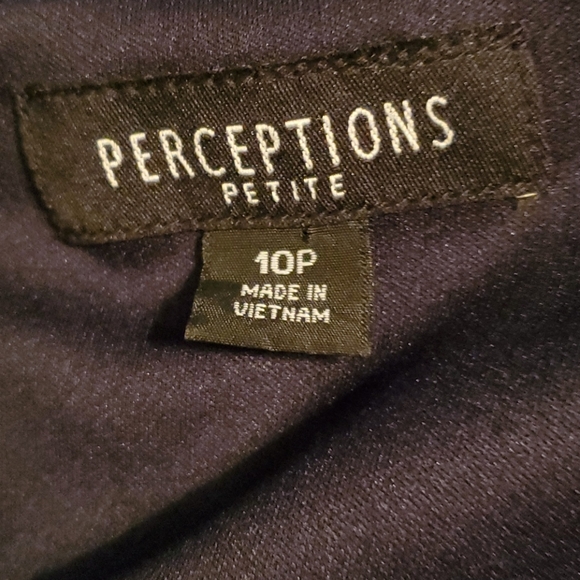 PERCEPTIONS
PETITE
10P
MADE IN
VIETNAM